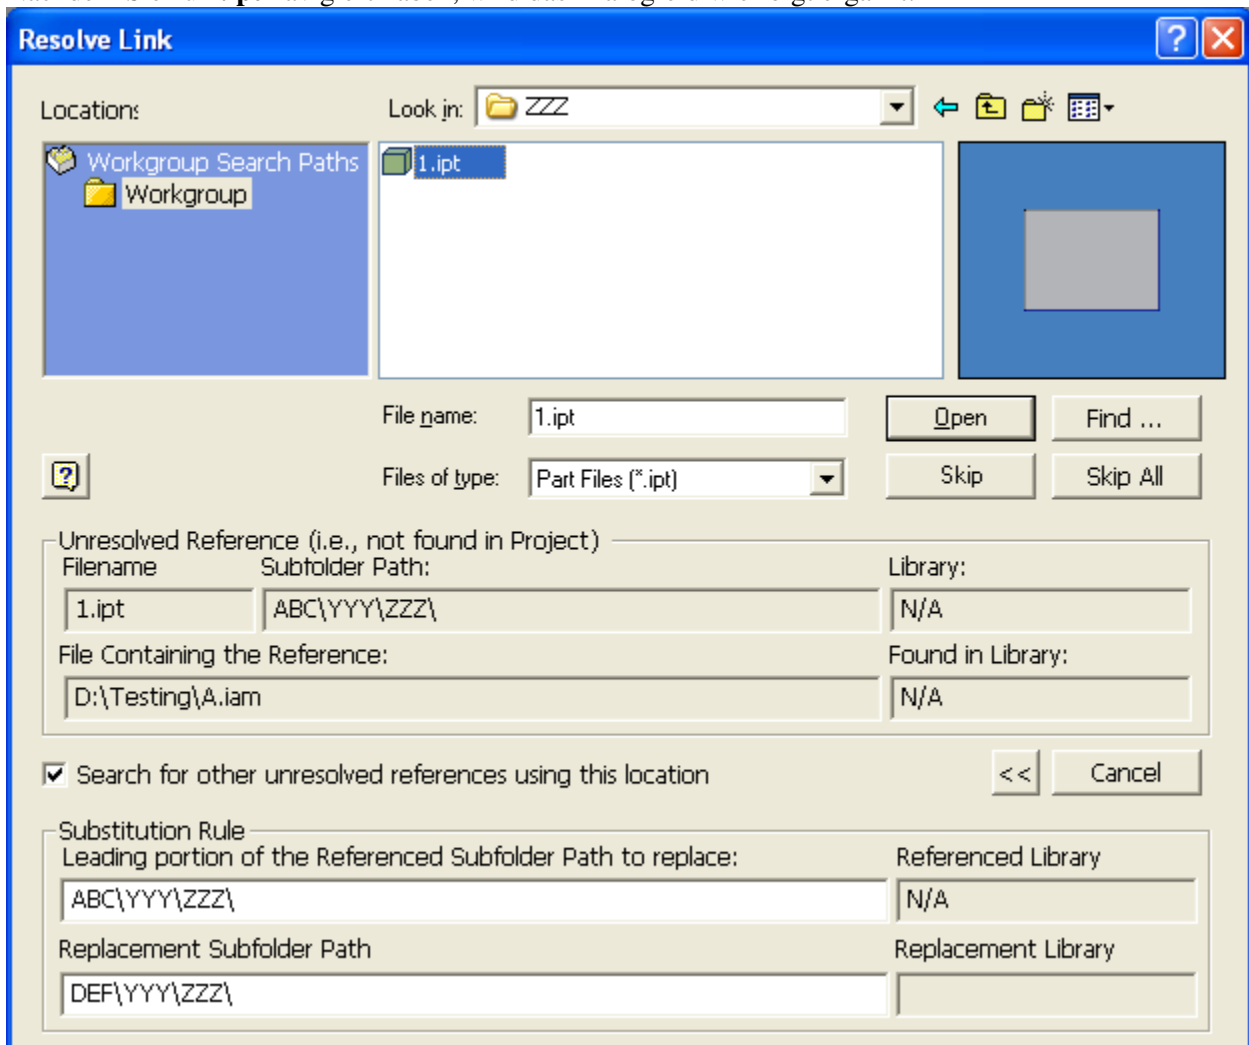 Resolve Link
Locations
Look in: ZZZ
Workgroup Search Paths
Workgroup
1.ipt
File name: 1.ipt
Open
Find ...
Files of type: Part Files (*.ipt)
Skip
Skip All
Unresolved Reference (i.e., not found in Project)
Filename
Subfolder Path:
Library:
1.ipt
ABC\YYY\ZZZ\
N/A
File Containing the Reference:
Found in Library:
D:\Testing\A.iam
N/A
Search for other unresolved references using this location
<<
Cancel
Substitution Rule
Leading portion of the Referenced Subfolder Path to replace:
Referenced Library
ABC\YYY\ZZZ\
N/A
Replacement Subfolder Path
Replacement Library
DEF\YYY\ZZZ\